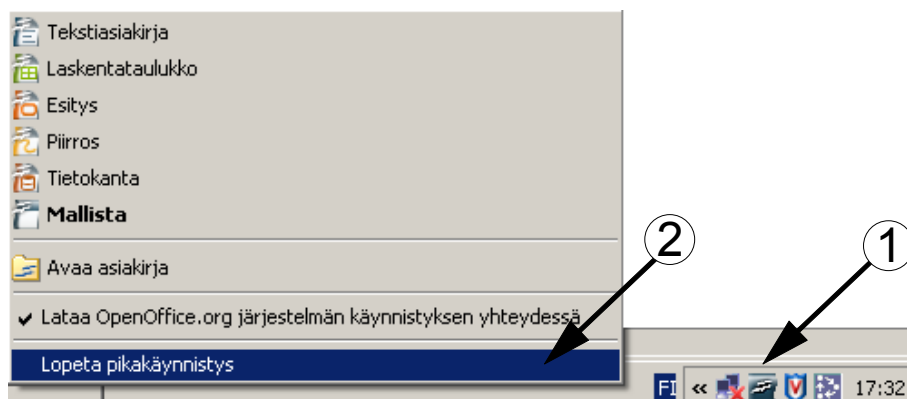 Tekstiasiakirja
Laskentataulukko
Esitys
Piirros
Tietokanta
Mallista
Avaa asiakirja
Lataa OpenOffice.org järjestelmän käynnistyksen yhteydessä
Lopeta pikakäynnistys
2
1
FI « 17:32